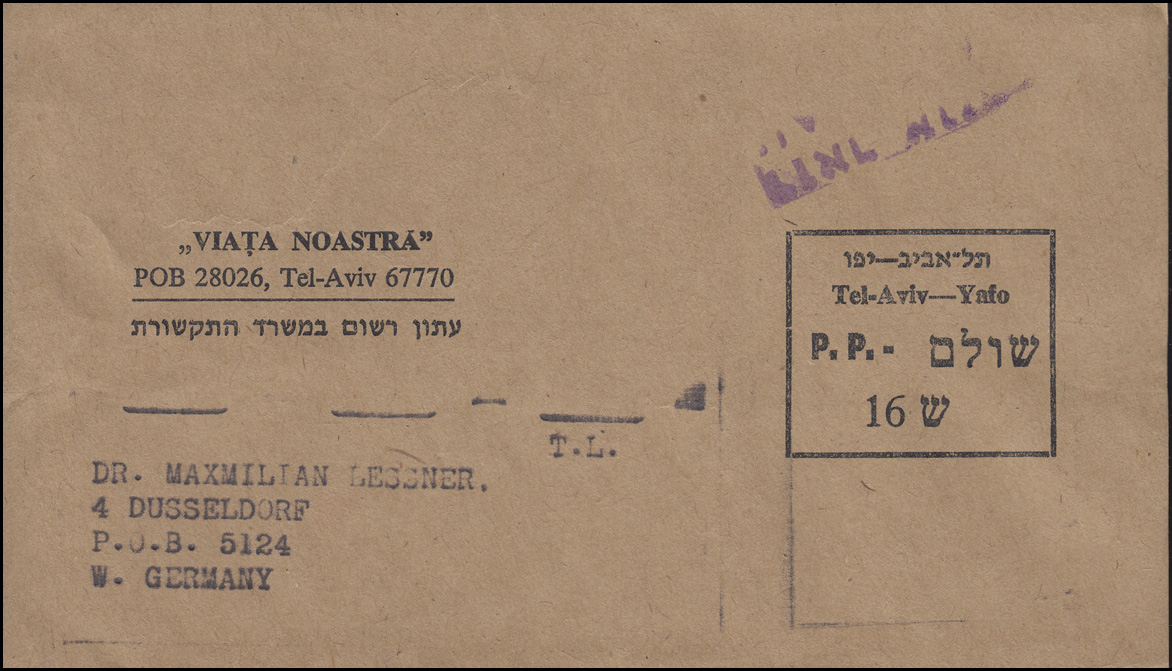 „VIAȚA NOASTRĂ”
POB 28026, Tel-Aviv 67770
עתון רשום במשרד התקשורת
תל־אביב—יפו
Tel-Aviv—Yafo
P. P. - שולם
ש 16
T.L.
DR. MAXMILIAN LESSNER.
4 DUSSELDORF
P.O.B. 5124
W. GERMANY